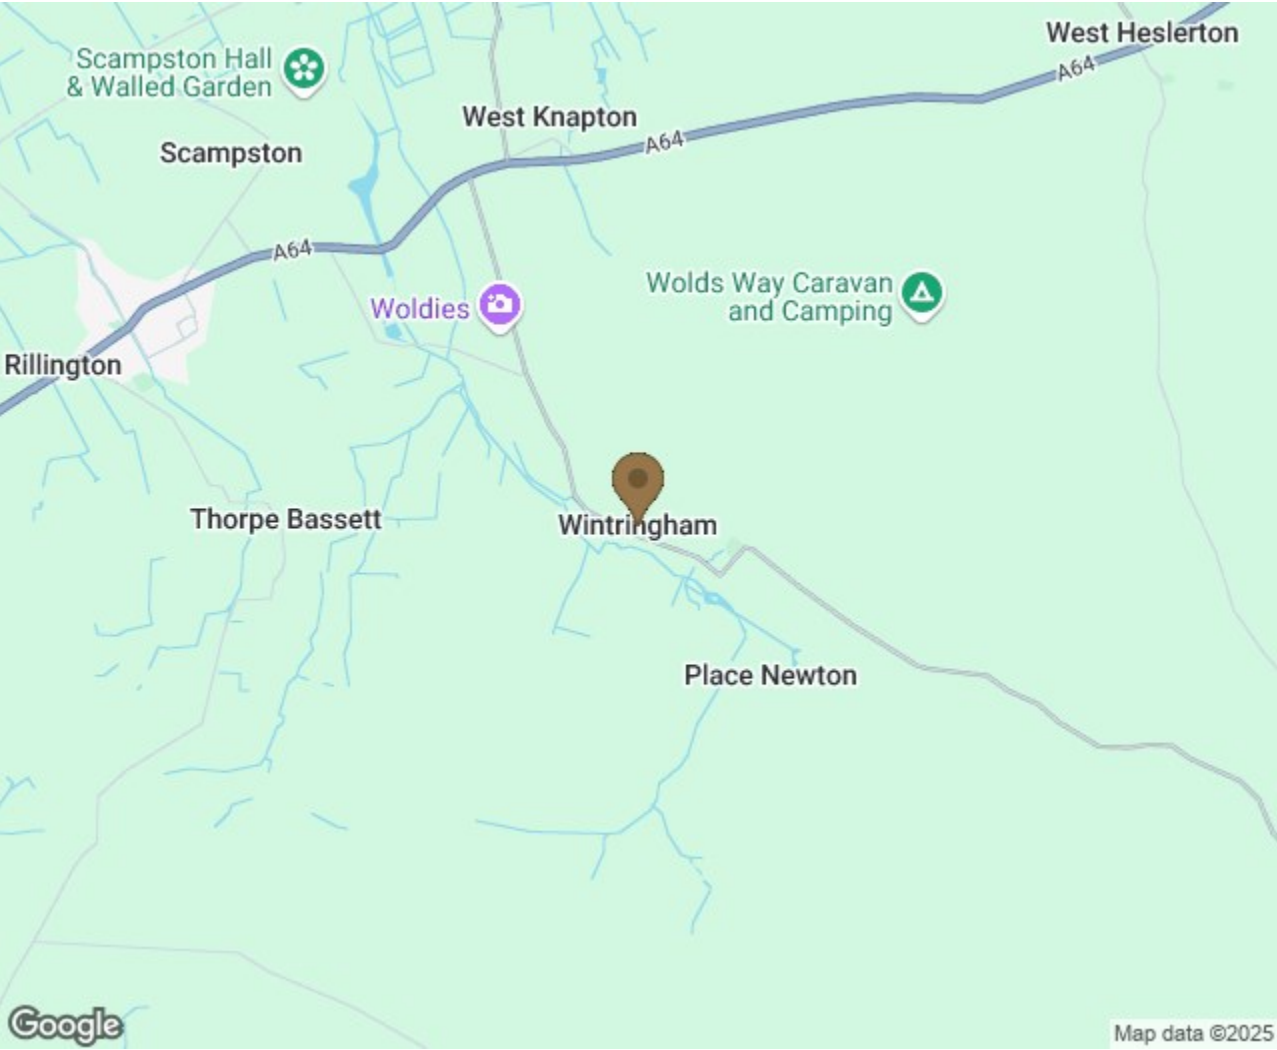 West Heslerton
Scampston Hall
& Walled Garden
A64
West Knapton
A64
Scampston
A64
Wolds Way Caravan
and Camping
Woldies
Rillington
Thorpe Bassett
Wintringham
Place Newton
Google
Map data ©2025